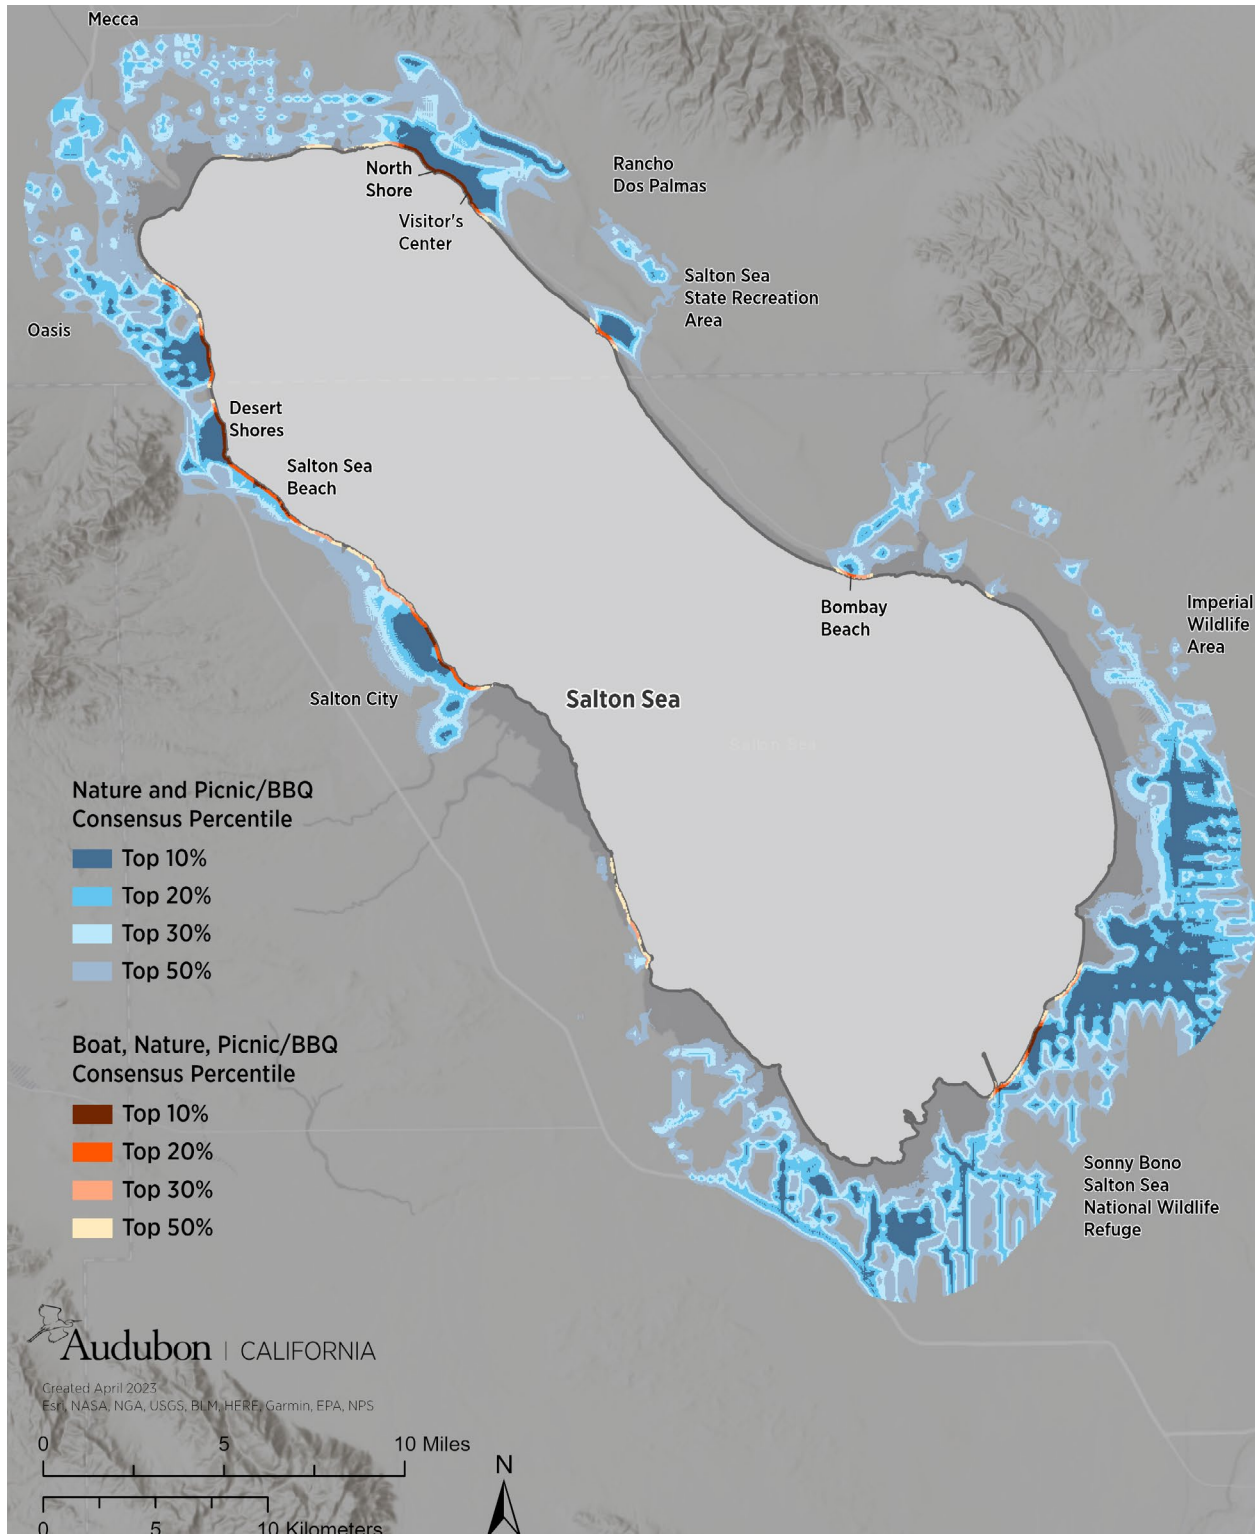 Mecca
North
Shore
Rancho
Dos Palmas
Visitor's
Center
Salton Sea
State Recreation
Area
Oasis
Desert
Shores
Salton Sea
Beach
Bombay
Beach
Imperial
Wildlife
Area
Salton City
Salton Sea
Salton Sea
Nature and Picnic/BBQ
Consensus Percentile
Top 10%
Top 20%
Top 30%
Top 50%
Boat, Nature, Picnic/BBQ
Consensus Percentile
Top 10%
Top 20%
Top 30%
Top 50%
Sonny Bono
Salton Sea
National Wildlife
Refuge
Audubon | CALIFORNIA
Created April 2023
Esri, NASA, NGA, USGS, BLM, HERE, Garmin, EPA, NPS
0 5 10 Miles
N
0 5 10 Kilometers